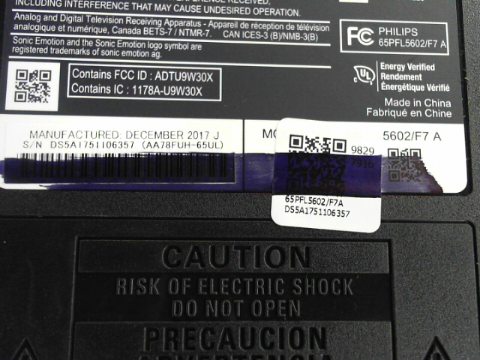 INCLUDING INTERFERENCE THAT MAY CAUSE UNDESIRED OPERATION.
Analog and Digital Television Receiving Apparatus - Appareil de réception de télévision
analogique et numérique, Canada BETS-7 / NTMR-7. CAN ICES-3 (B)/NMB-3(B)
Sonic Emotion and the Sonic Emotion logo symbol are
registered trademarks of sonic emotion ag.
FC PHILIPS
65PFL5602/F7 A
Contains FCC ID : ADTU9W30X
Contains IC : 1178A-U9W30X
UL
Energy Verified
Rendement
Énergétique Vérifié
Made in China
Fabriqué en China
MANUFACTURED: DECEMBER 2017 J
S/N DS5A1751106357 (AA78FUH-65UL)
5602/F7 A
9829
65PFL5602/F7A
DS5A1751106357
CAUTION
RISK OF ELECTRIC SHOCK
DO NOT OPEN
PRECAUCION